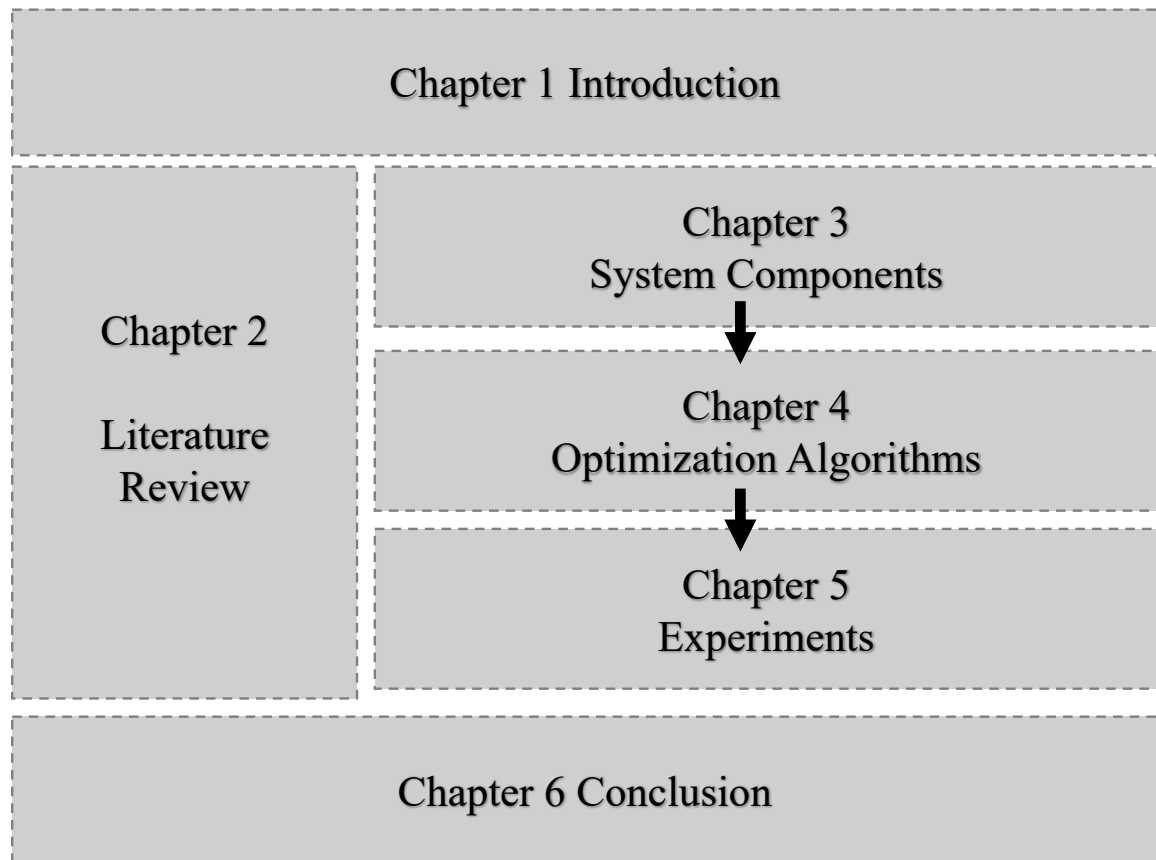 Chapter 1 Introduction
Chapter 2
Literature
Review
Chapter 3
System Components
Chapter 4
Optimization Algorithms
Chapter 5
Experiments
Chapter 6 Conclusion